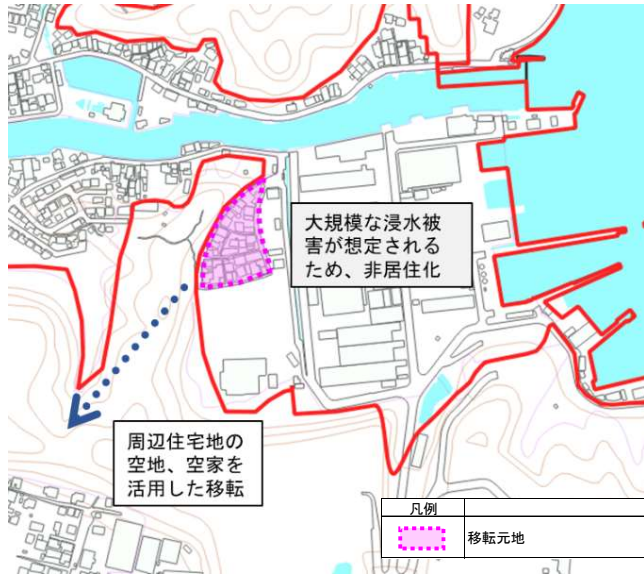 大規模な浸水被
害が想定される
ため、非居住化
周辺住宅地の
空地、空家を
活用した移転
凡例
移転元地